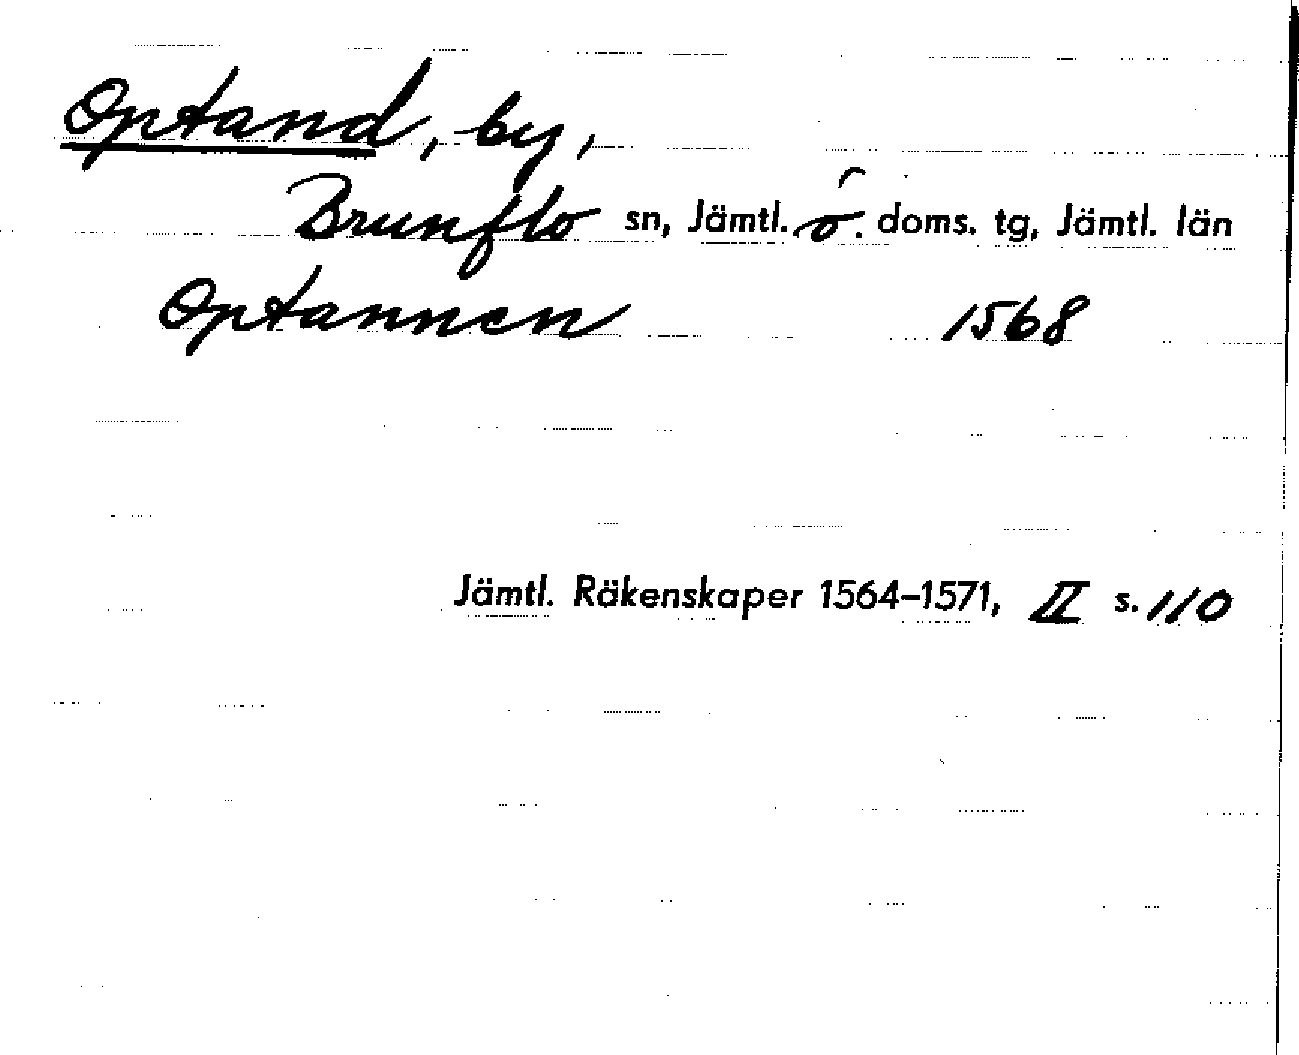 Optand, by,
Brunflo sn, Jämtl. ö. doms. tg, Jämtl. län
Optannen 1568
Jämtl. Räkenskaper 1564–1571, II s. 110